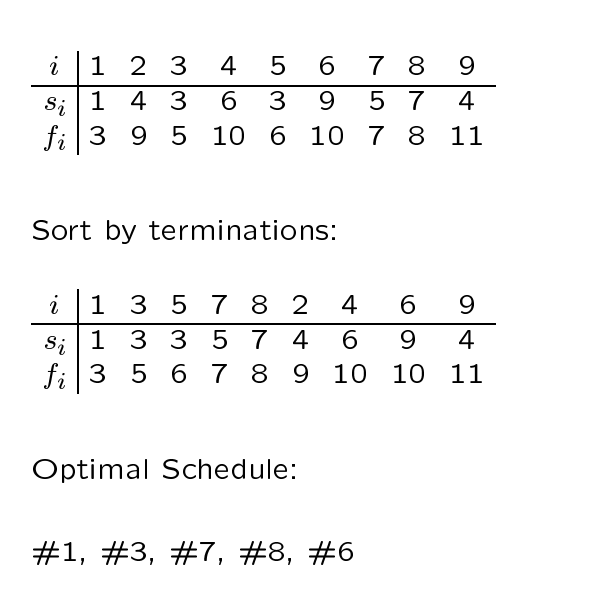 i 1 2 3 4 5 6 7 8 9
s_i 1 4 3 6 3 9 5 7 4
f_i 3 9 5 10 6 10 7 8 11
Sort by terminations:
i 1 3 5 7 8 2 4 6 9
s_i 1 3 3 5 7 4 6 9 4
f_i 3 5 6 7 8 9 10 10 11
Optimal Schedule:
#1, #3, #7, #8, #6